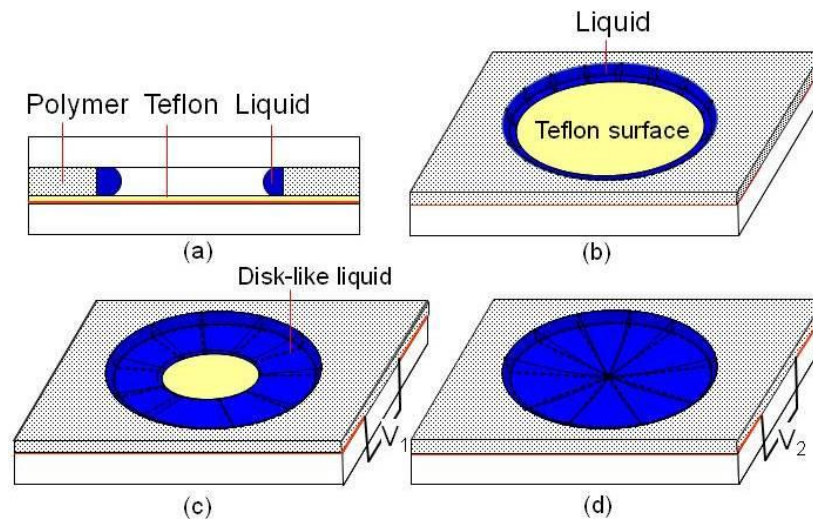 Liquid
Polymer Teflon Liquid
Teflon surface
(a)
(b)
Disk-like liquid
V1
V2
(c)
(d)